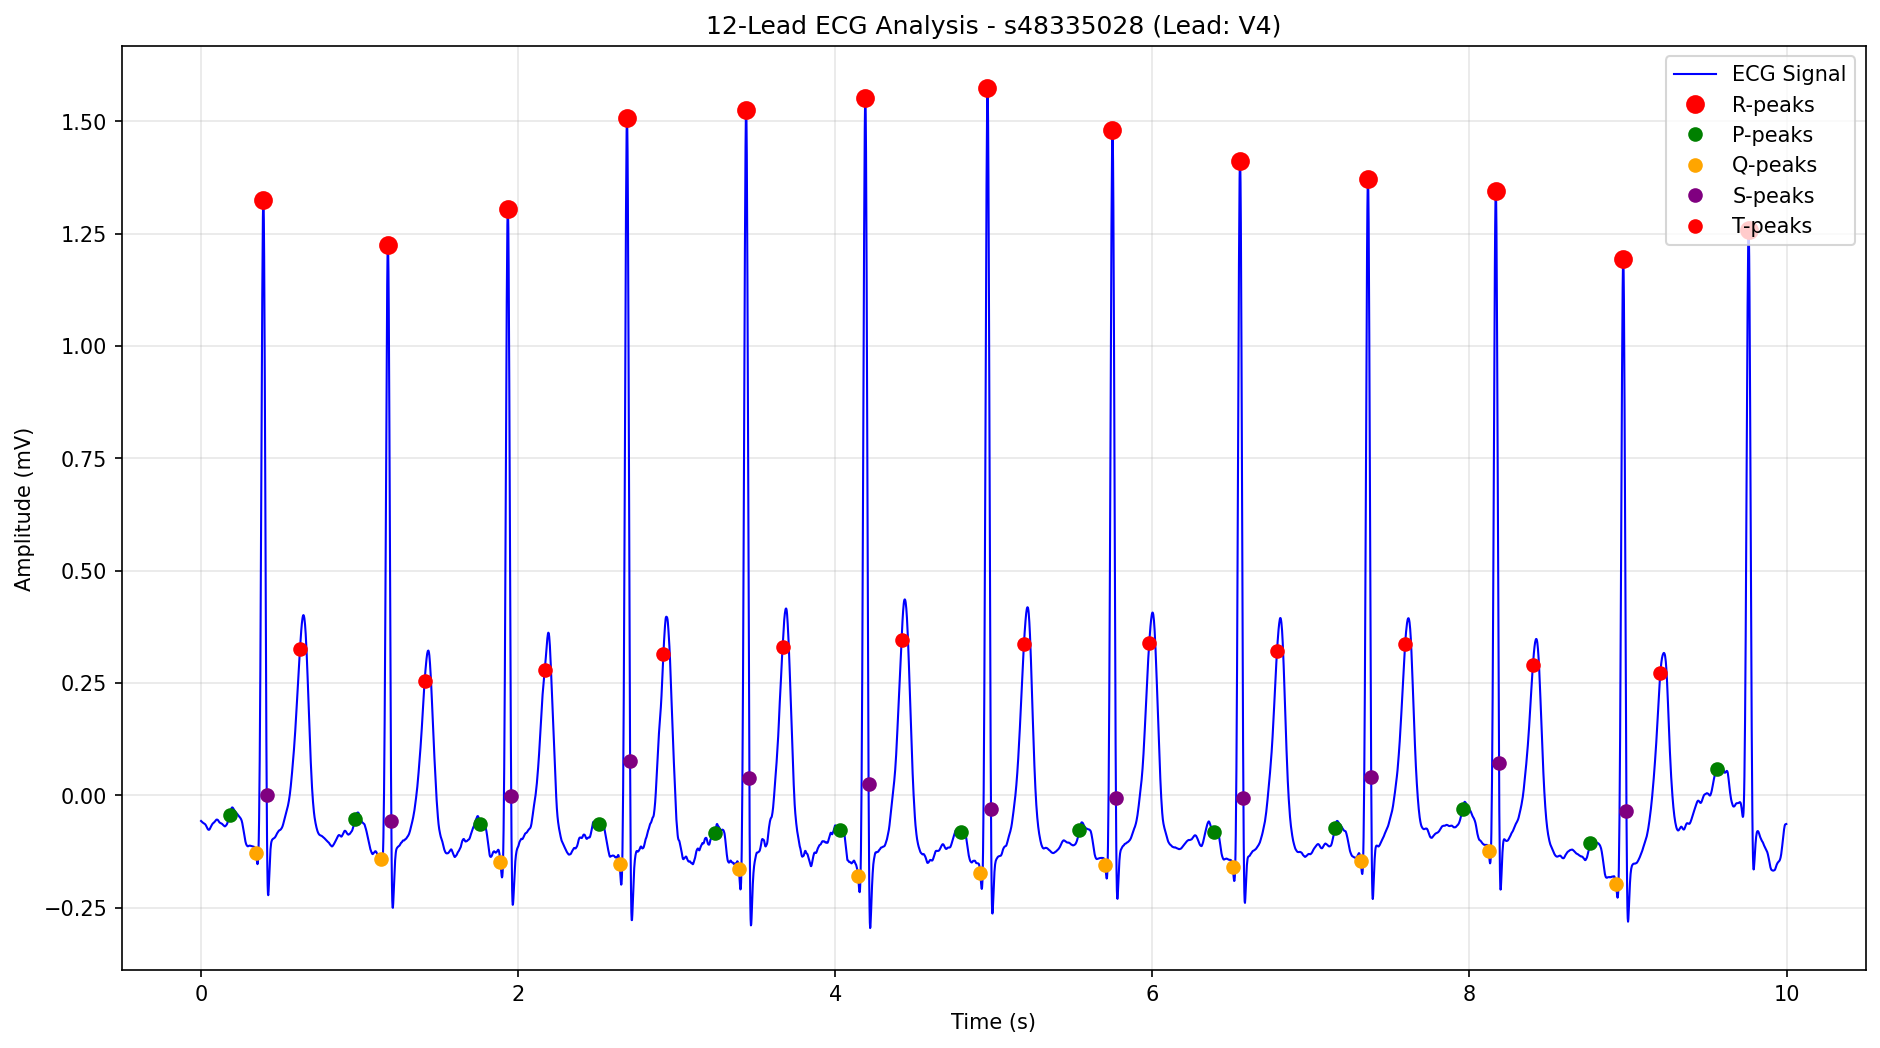 12-Lead ECG Analysis - s48335028 (Lead: V4)
ECG Signal
R-peaks
P-peaks
Q-peaks
S-peaks
T-peaks
Amplitude (mV)
1.50
1.25
1.00
0.75
0.50
0.25
0.00
−0.25
0 2 4 6 8 10
Time (s)